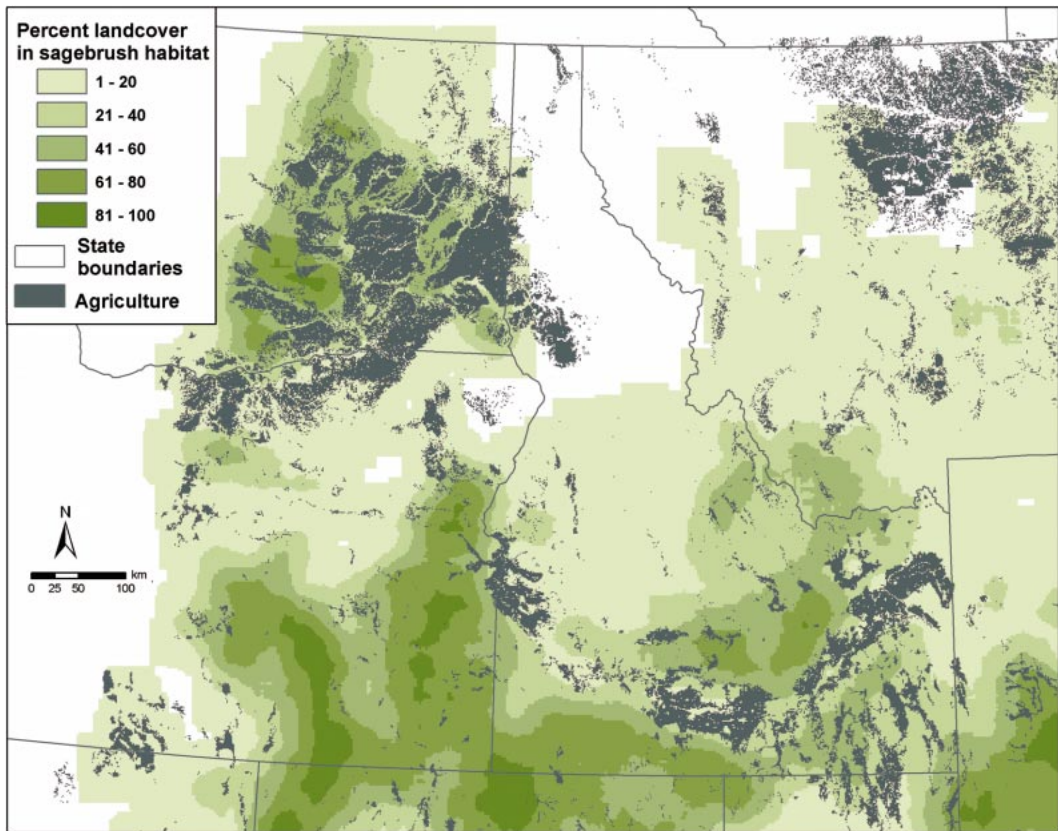 Percent landcover
in sagebrush habitat
1 - 20
21 - 40
41 - 60
61 - 80
81 - 100
State
boundaries
Agriculture
N
km
0 25 50 100